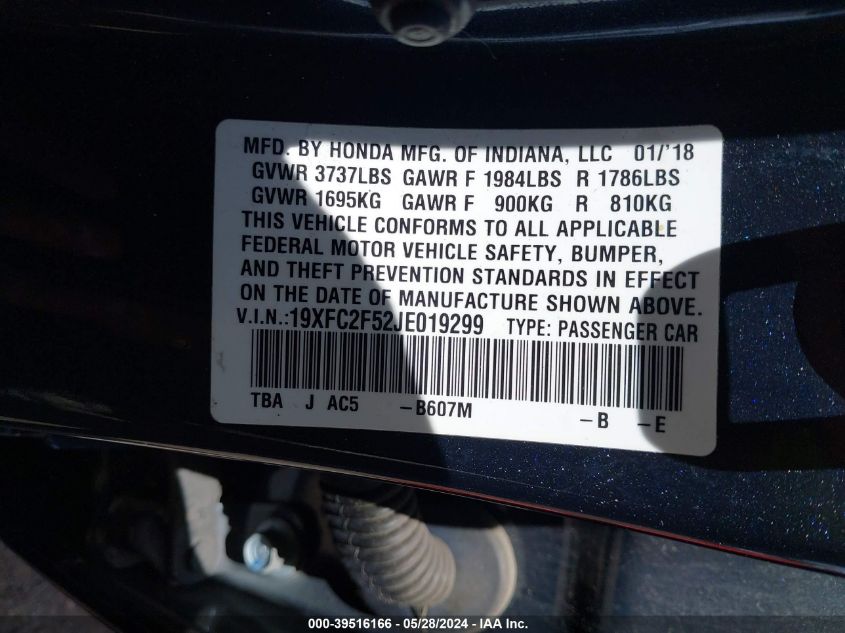 MFD. BY HONDA MFG. OF INDIANA, LLC 01/'18
GVWR 3737LBS GAWR F 1984LBS R 1786LBS
GVWR 1695KG GAWR F 900KG R 810KG
THIS VEHICLE CONFORMS TO ALL APPLICABLE
FEDERAL MOTOR VEHICLE SAFETY, BUMPER,
AND THEFT PREVENTION STANDARDS IN EFFECT
ON THE DATE OF MANUFACTURE SHOWN ABOVE.
V.I.N.:19XFC2F52JE019299 TYPE: PASSENGER CAR
TBA J AC5 -B607M -B -E
000-39516166 - 05/28/2024 - IAA Inc.